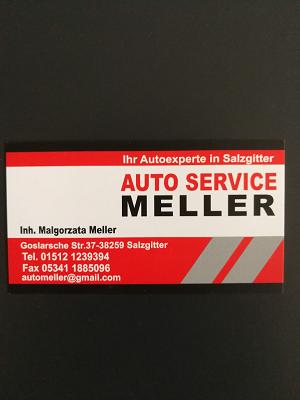 Ihr Autoexperte in Salzgitter
AUTO SERVICE
MELLER
Inh. Malgorzata Meller
Goslarsche Str.37-38259 Salzgitter
Tel. 01512 1239394
Fax 05341 1885096
automeller@gmail.com